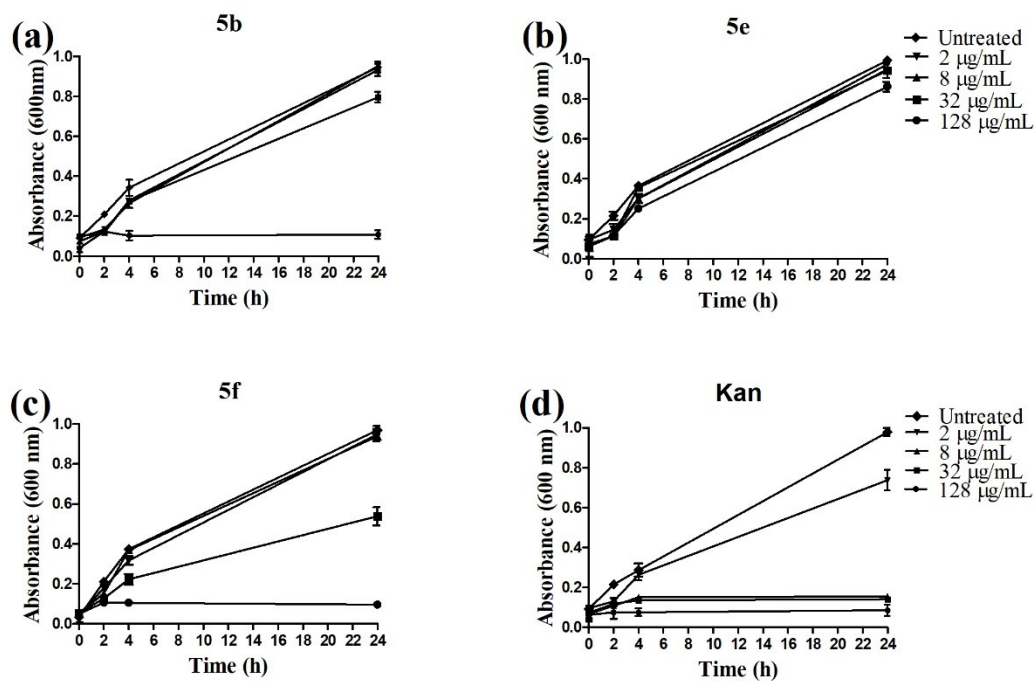 (a)
5b
Absorbance (600nm)
1.0
0.8
0.6
0.4
0.2
0.0
0 2 4 6 8 10 12 14 16 18 20 22 24
Time (h)
(b)
5e
Absorbance (600 nm)
1.0
0.8
0.6
0.4
0.2
0.0
0 2 4 6 8 10 12 14 16 18 20 22 24
Time (h)
Untreated
2 μg/mL
8 μg/mL
32 μg/mL
128 μg/mL
(c)
5f
Absorbance (600 nm)
1.0
0.8
0.6
0.4
0.2
0.0
0 2 4 6 8 10 12 14 16 18 20 22 24
Time (h)
(d)
Kan
Absorbance (600 nm)
1.0
0.8
0.6
0.4
0.2
0.0
0 2 4 6 8 10 12 14 16 18 20 22 24
Time (h)
Untreated
2 μg/mL
8 μg/mL
32 μg/mL
128 μg/mL